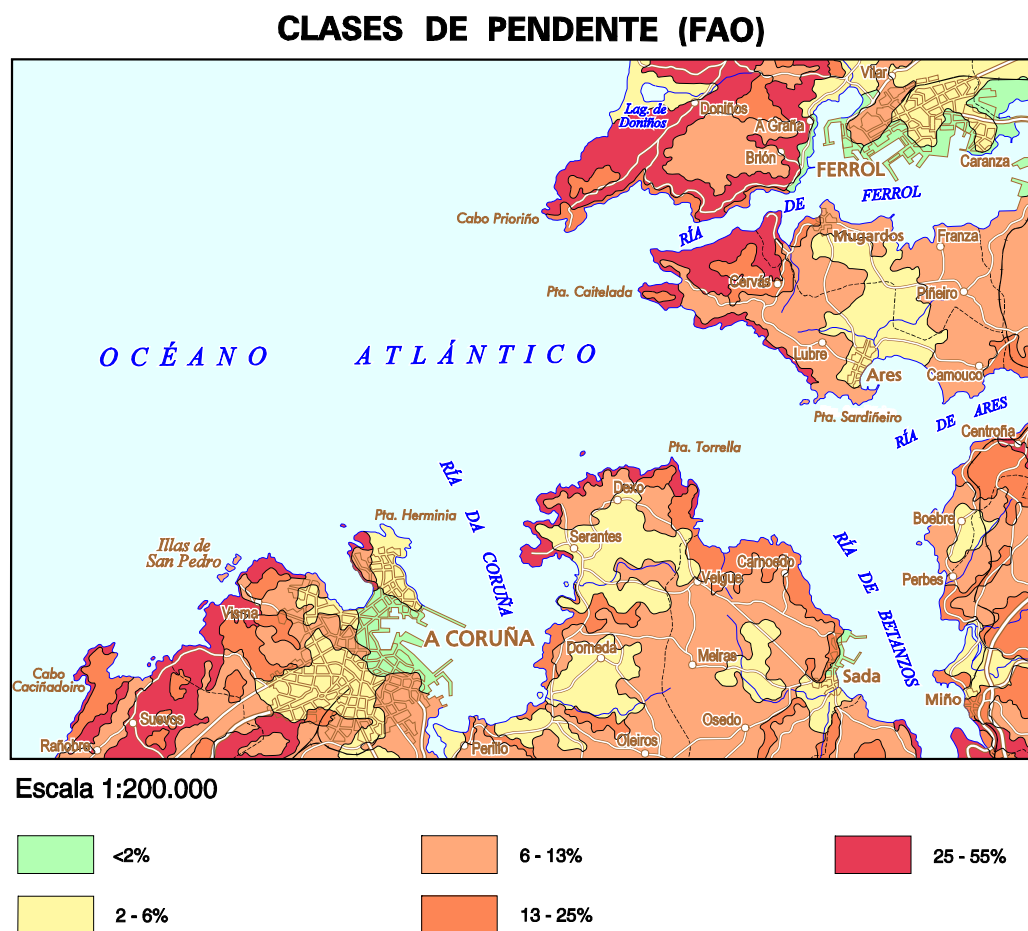 CLASES DE PENDENTE (FAO)
Vilar
Lag. de
Doniños
Doniños
A Graña
Brión
FERROL
Caranza
Cabo Prioriño
RÍA DE FERROL
Mugardos
Franza
Cervás
Pta. Caitelada
Piñeiro
OCÉANO ATLÁNTICO
Lubre
Ares
Camouco
Pta. Sardiñeiro
RÍA DE ARES
Centroña
Pta. Torrella
RÍA DA CORUÑA
Dexo
Pta. Herminia
Boebre
Serantes
Illas de
San Pedro
RÍA DE BETANZOS
Veigue
Carnoedo
Perbes
Visma
A CORUÑA
Dorneda
Meiras
Cabo
Caciñadoiro
Sada
Miño
Suevos
Osedo
Rañobre
Perillo
Oleiros
Escala 1:200.000
<2%
6 - 13%
25 - 55%
2 - 6%
13 - 25%